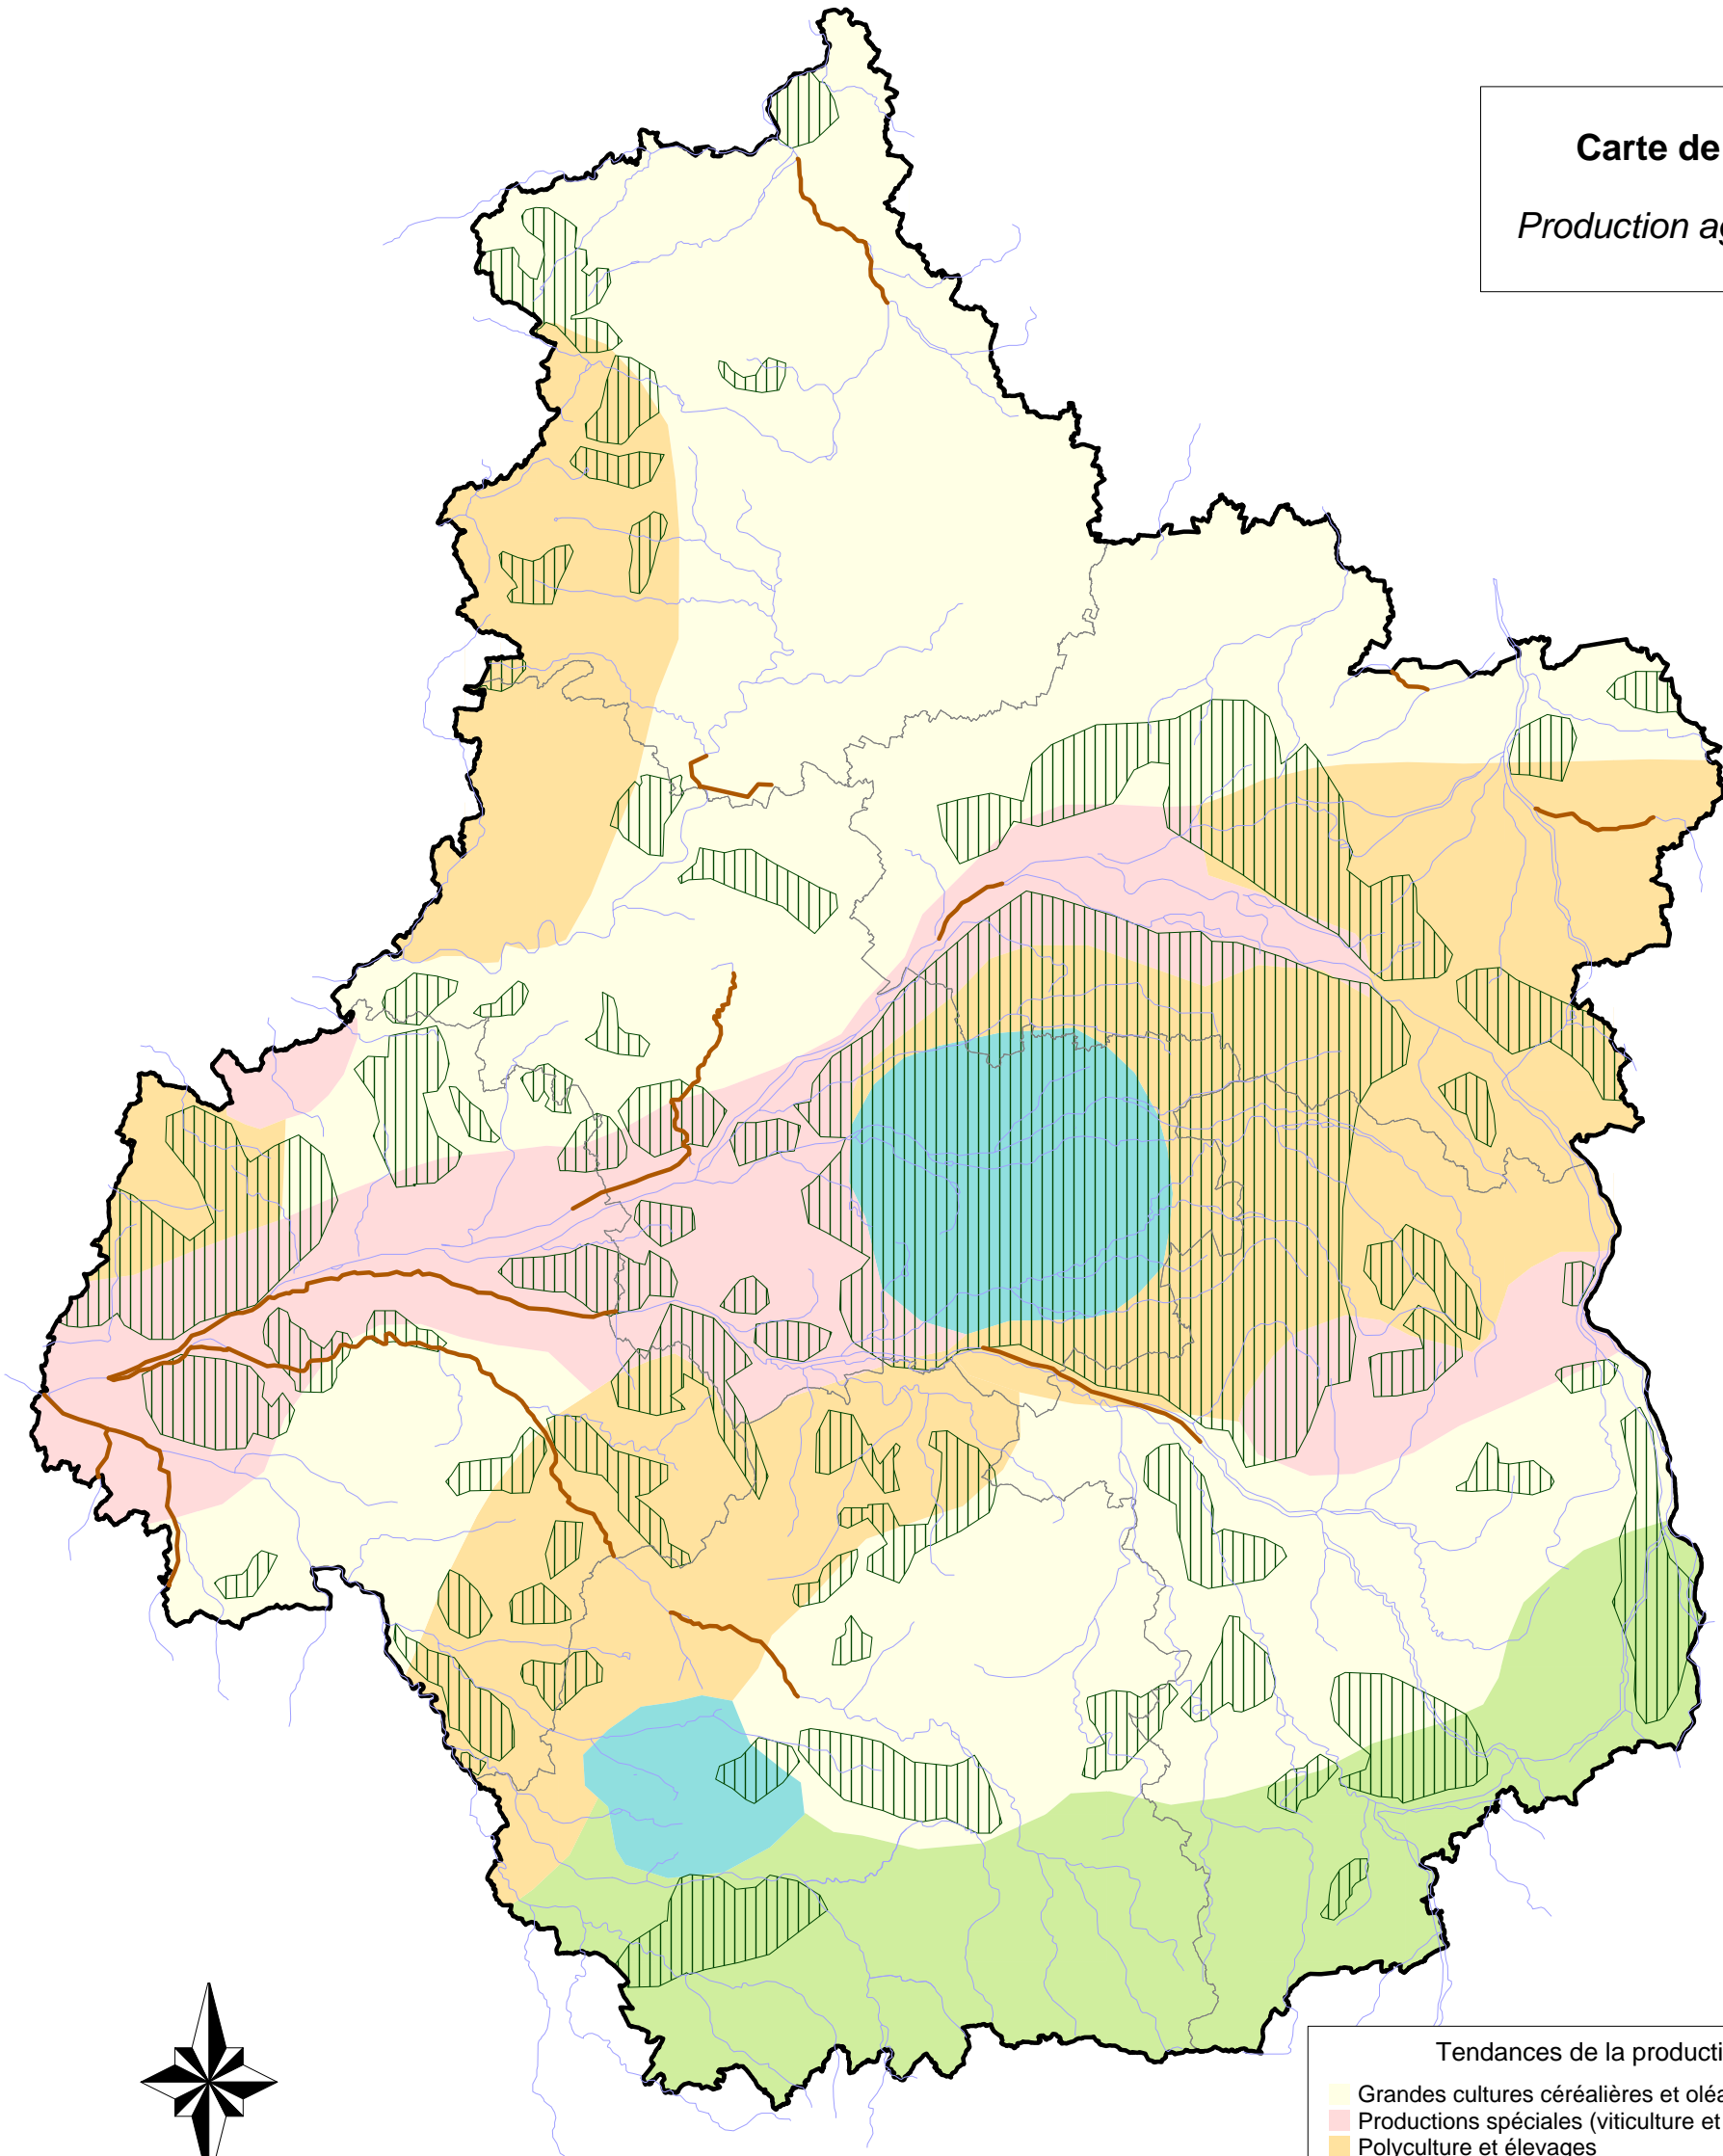 Carte de
Production ag
Tendances de la producti
Grandes cultures céréalières et oléa
Productions spéciales (viticulture et
Polyculture et élevages